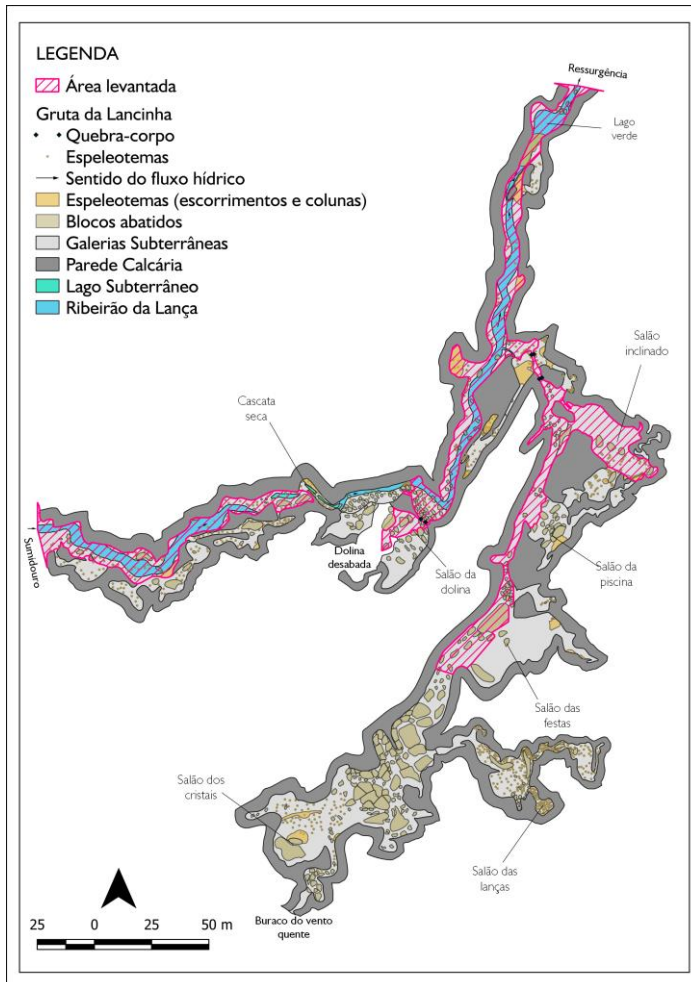 LEGENDA
Área levantada
Gruta da Lancinha
Quebra-corpo
Espeleotemas
Sentido do fluxo hídrico
Espeleotemas (escorrimentos e colunas)
Blocos abatidos
Galerias Subterrâneas
Parede Calcária
Lago Subterrâneo
Ribeirão da Lança
Ressurgência
Lago
verde
Salão
inclinado
Cascata
seca
Sumidouro
Dolina
desabada
Salão da
dolina
Salão da
piscina
Salão das
festas
Salão dos
cristais
Salão das
lanças
Buraco do vento
quente
25 0 25 50 m